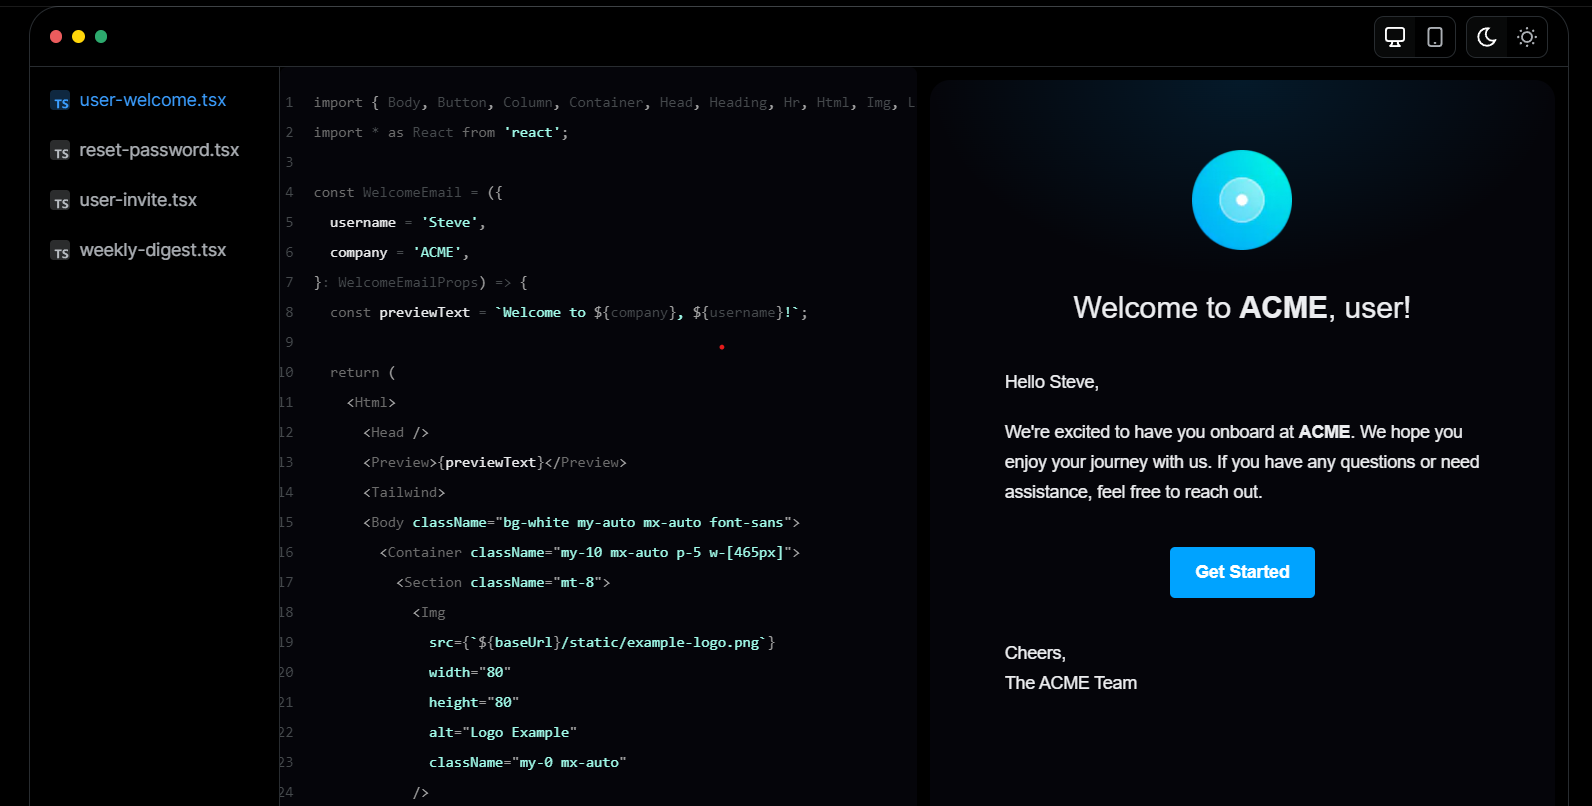 TS user-welcome.tsx
TS reset-password.tsx
TS user-invite.tsx
TS weekly-digest.tsx
1 import { Body, Button, Column, Container, Head, Heading, Hr, Html, Img, L
2 import * as React from 'react';
3
4 const WelcomeEmail = ({
5 username = 'Steve',
6 company = 'ACME',
7 }: WelcomeEmailProps) => {
8 const previewText = `Welcome to ${company}, ${username}!`;
9
10 return (
11 <Html>
12 <Head />
13 <Preview>{previewText}</Preview>
14 <Tailwind>
15 <Body className="bg-white my-auto mx-auto font-sans">
16 <Container className="my-10 mx-auto p-5 w-[465px]">
17 <Section className="mt-8">
18 <Img
19 src={`${baseUrl}/static/example-logo.png`}
20 width="80"
21 height="80"
22 alt="Logo Example"
23 className="my-0 mx-auto"
24 />
Welcome to ACME, user!
Hello Steve,
We're excited to have you onboard at ACME. We hope you
enjoy your journey with us. If you have any questions or need
assistance, feel free to reach out.
Get Started
Cheers,
The ACME Team